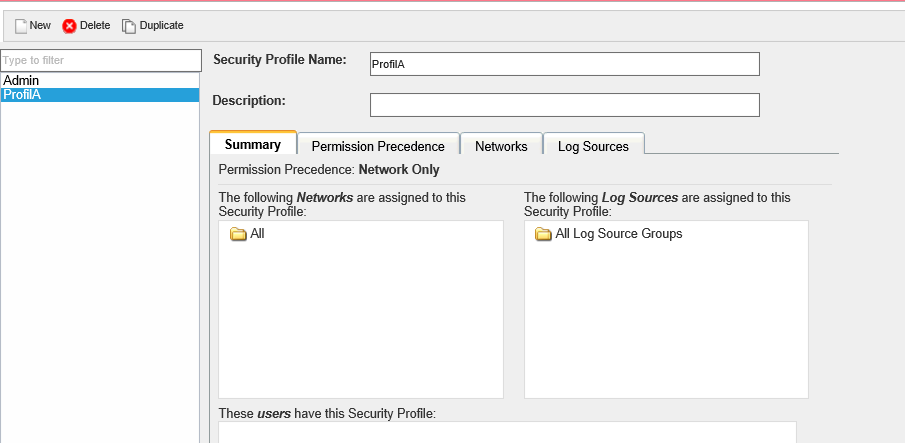 New Delete Duplicate
Type to filter
Admin
ProfilA
Security Profile Name: ProfilA
Description:
Summary Permission Precedence Networks Log Sources
Permission Precedence: Network Only
The following Networks are assigned to this
Security Profile:
All
The following Log Sources are assigned to this
Security Profile:
All Log Source Groups
These users have this Security Profile: